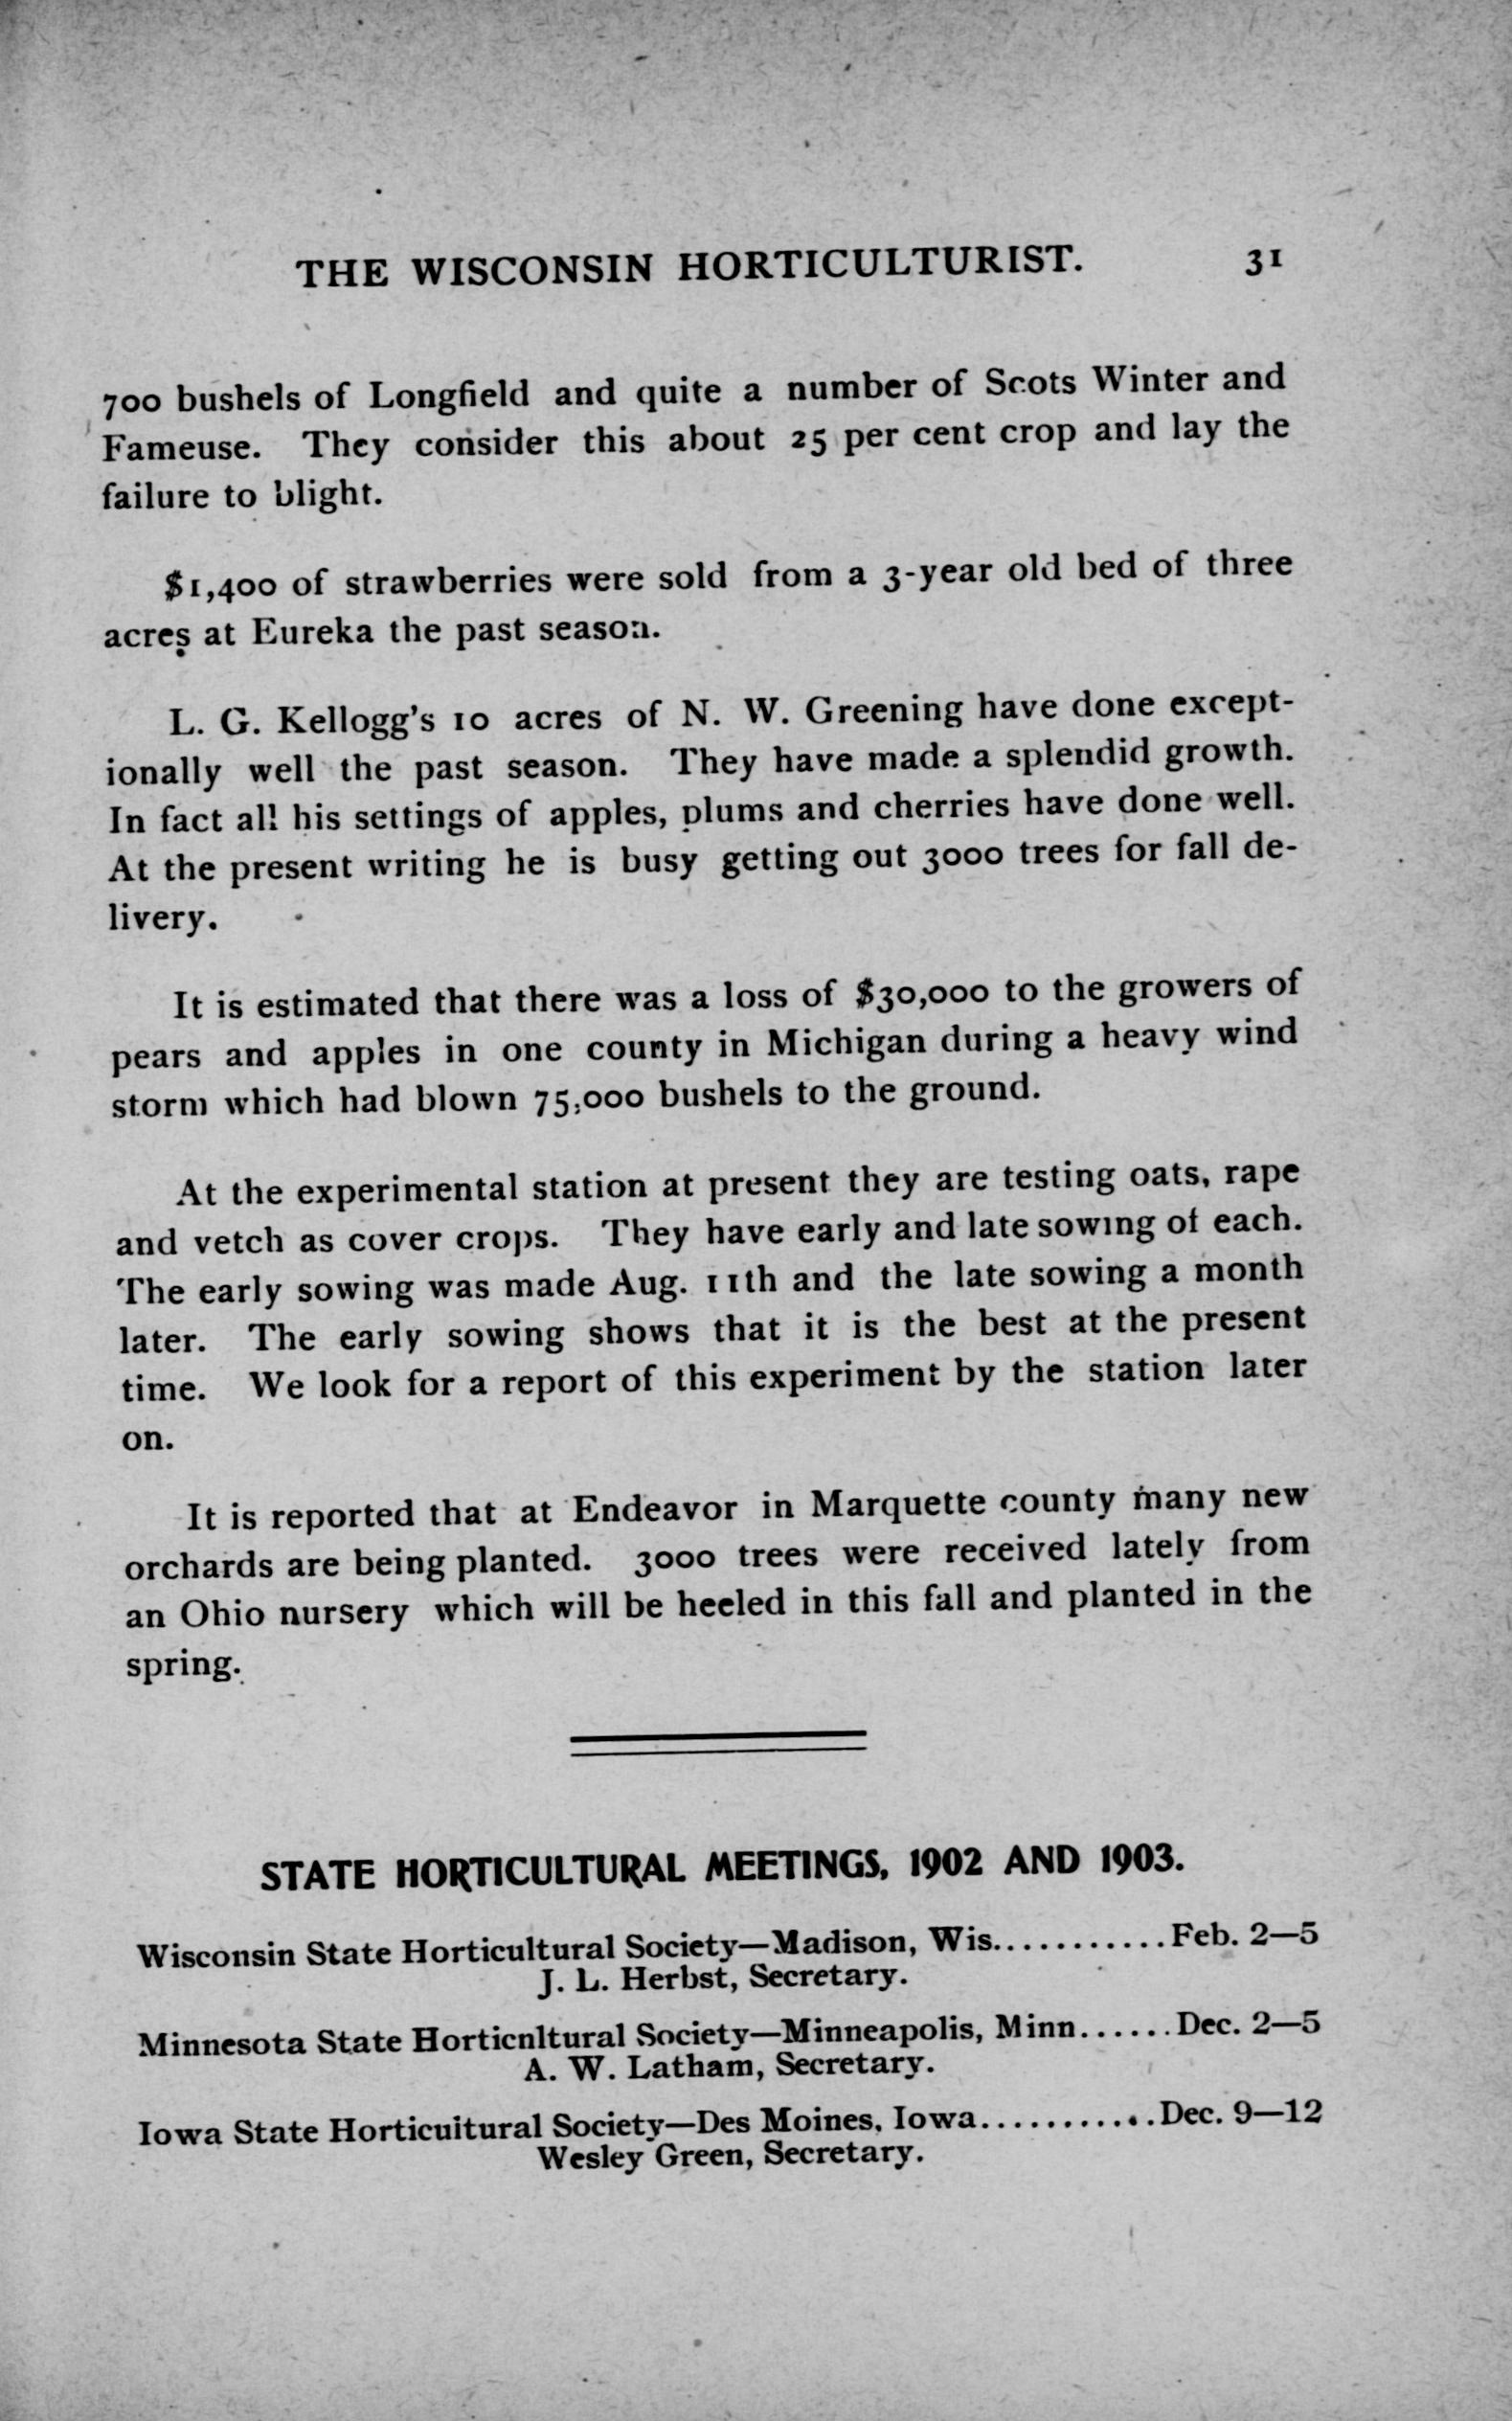 THE WISCONSIN HORTICULTURIST. 31
700 bushels of Longfield and quite a number of Scots Winter and
Fameuse. They consider this about 25 per cent crop and lay the
failure to blight.
$1,400 of strawberries were sold from a 3-year old bed of three
acres at Eureka the past season.
L. G. Kellogg's 10 acres of N. W. Greening have done except-
ionally well the past season. They have made a splendid growth.
In fact all his settings of apples, plums and cherries have done well.
At the present writing he is busy getting out 3000 trees for fall de-
livery.
It is estimated that there was a loss of $30,000 to the growers of
pears and apples in one county in Michigan during a heavy wind
storm which had blown 75,000 bushels to the ground.
At the experimental station at present they are testing oats, rape
and vetch as cover crops. They have early and late sowing of each.
The early sowing was made Aug. 11th and the late sowing a month
later. The early sowing shows that it is the best at the present
time. We look for a report of this experiment by the station later
on.
It is reported that at Endeavor in Marquette county many new
orchards are being planted. 3000 trees were received lately from
an Ohio nursery which will be heeled in this fall and planted in the
spring.
STATE HORTICULTURAL MEETINGS, 1902 AND 1903.
Wisconsin State Horticultural Society—Madison, Wis............Feb. 2—5
J. L. Herbst, Secretary.
Minnesota State Horticnltural Society—Minneapolis, Minn......Dec. 2—5
A. W. Latham, Secretary.
Iowa State Horticultural Society—Des Moines, Iowa............Dec. 9—12
Wesley Green, Secretary.